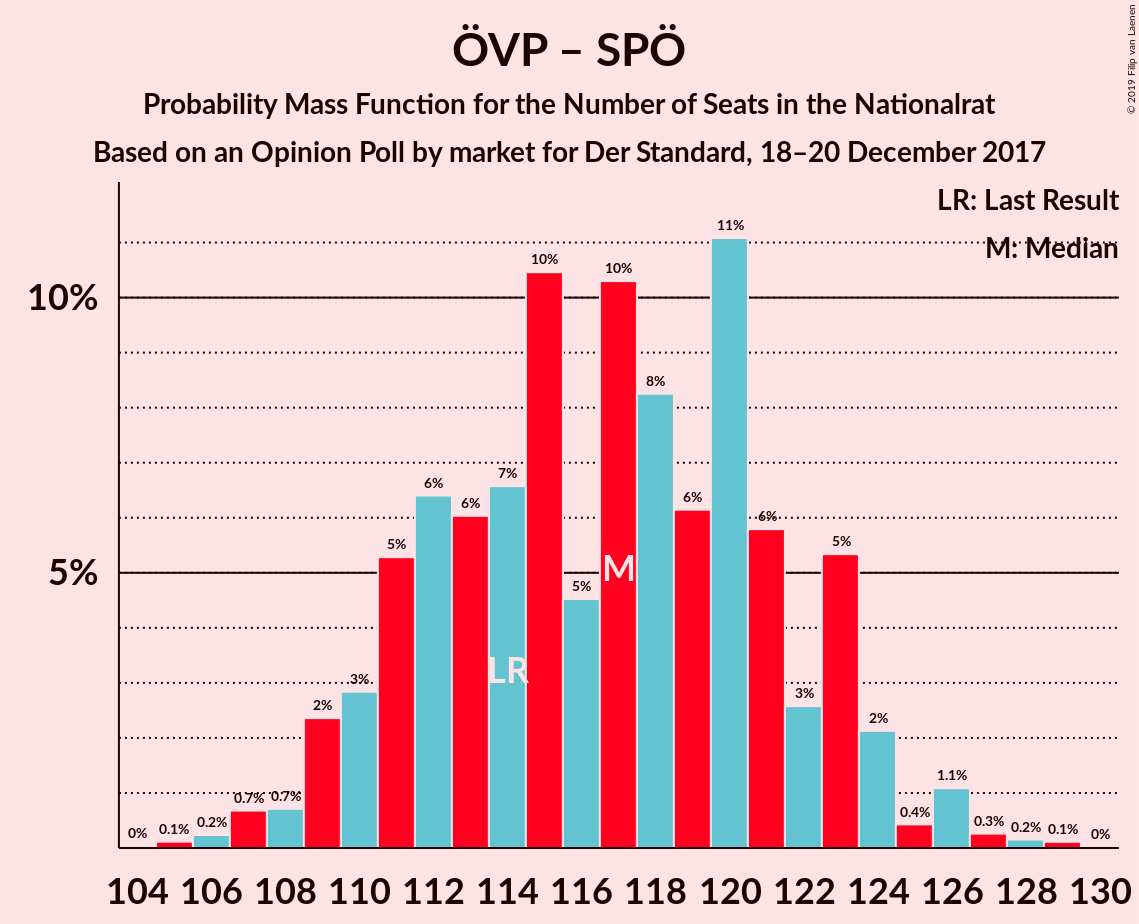 ÖVP – SPÖ
Probability Mass Function for the Number of Seats in the Nationalrat
Based on an Opinion Poll by market for Der Standard, 18–20 December 2017
© 2019 Filip van Laenen
LR: Last Result
M: Median
10%
5%
0% 0.1% 0.2% 0.7% 0.7% 2% 3% 5% 6% 6% 7% 10% 5% 10% 8% 6% 11% 6% 3% 5% 2% 0.4% 1.1% 0.3% 0.2% 0.1% 0%
M
LR
104 106 108 110 112 114 116 118 120 122 124 126 128 130